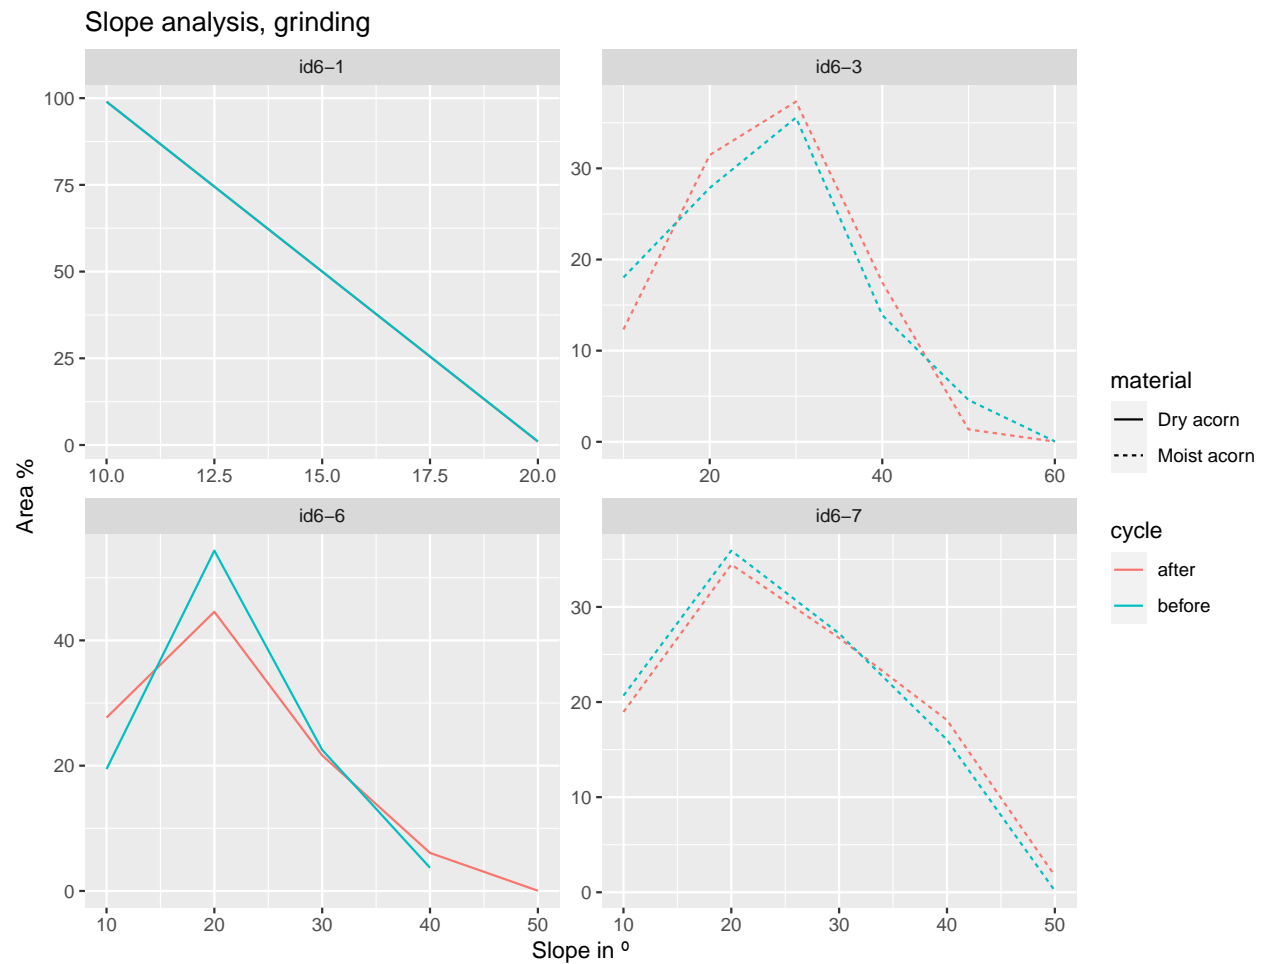 Slope analysis, grinding
id6−1
id6−3
100
75
50
25
0
10.0 12.5 15.0 17.5 20.0
30
20
10
0
20 40 60
id6−6
id6−7
40
20
0
10 20 30 40 50
30
20
10
0
10 20 30 40 50
Area %
Slope in º
material
Dry acorn
Moist acorn
cycle
after
before